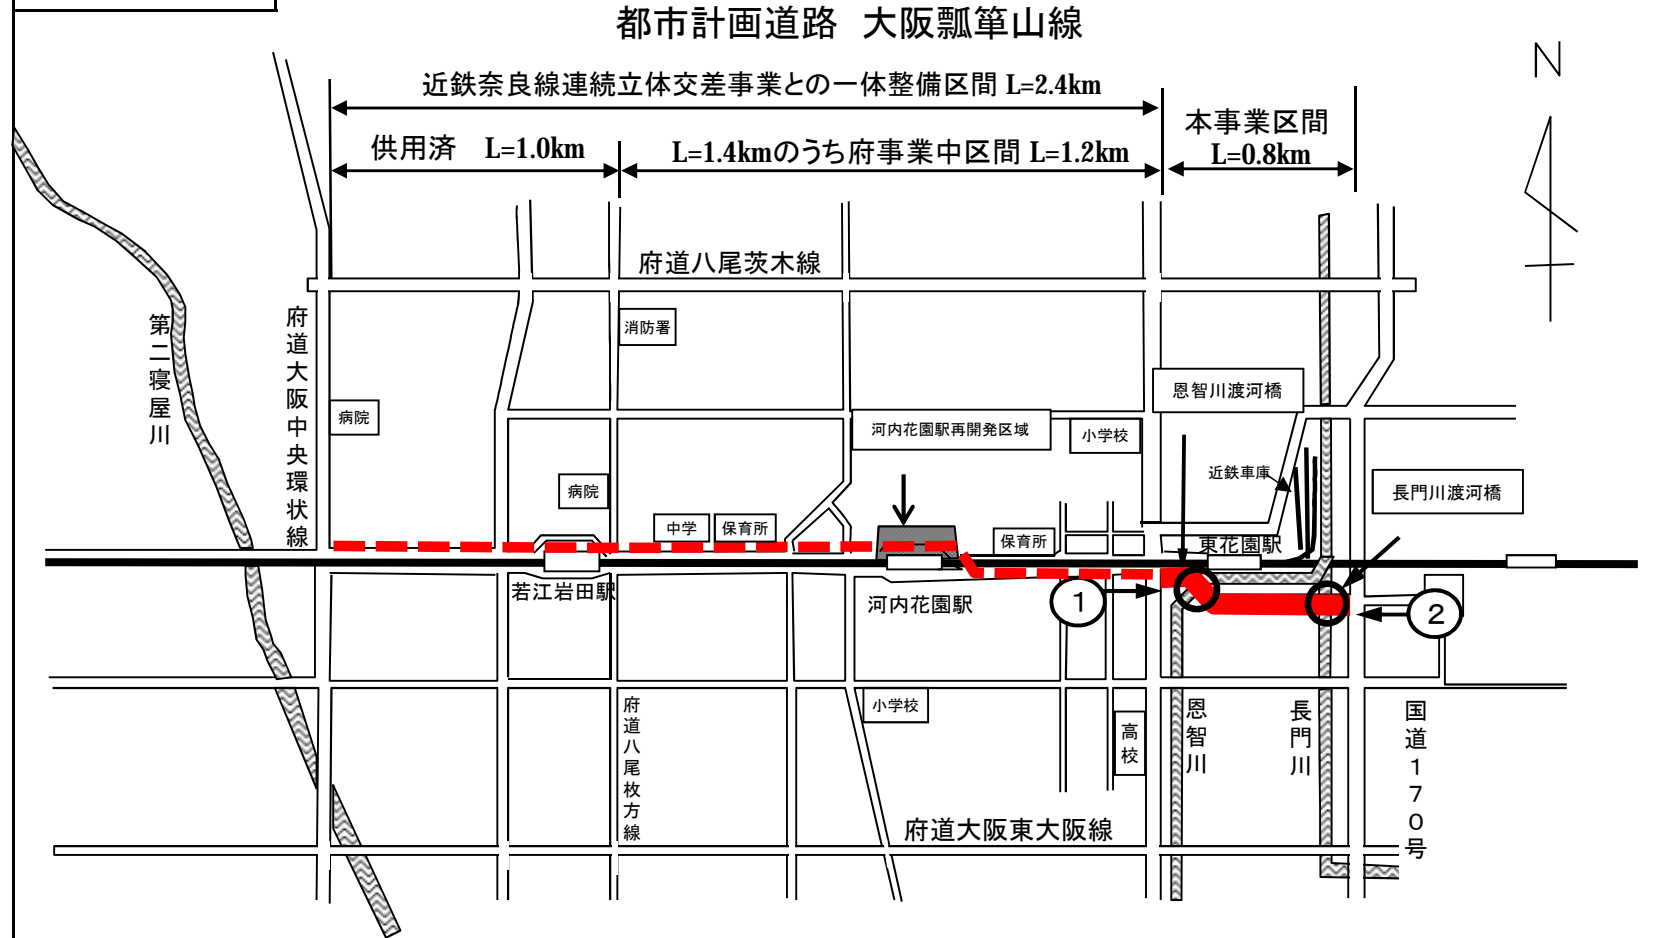 都市計画道路 大阪瓢箪山線
N
近鉄奈良線連続立体交差事業との一体整備区間 L=2.4km
本事業区間
L=0.8km
供用済 L=1.0km
L=1.4kmのうち府事業中区間 L=1.2km
府道八尾茨木線
第二寝屋川
府道大阪中央環状線
消防署
病院
恩智川渡河橋
河内花園駅再開発区域
小学校
近鉄車庫
長門川渡河橋
病院
中学
保育所
保育所
東花園駅
若江岩田駅
河内花園駅
1
2
小学校
府道八尾枚方線
高校
恩智川
長門川
国道170号
府道大阪東大阪線